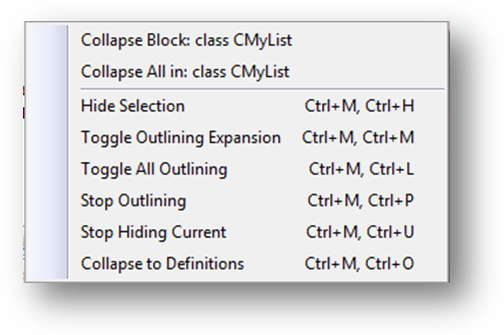 Collapse Block: class CMyList
Collapse All in: class CMyList
Hide Selection Ctrl+M, Ctrl+H
Toggle Outlining Expansion Ctrl+M, Ctrl+M
Toggle All Outlining Ctrl+M, Ctrl+L
Stop Outlining Ctrl+M, Ctrl+P
Stop Hiding Current Ctrl+M, Ctrl+U
Collapse to Definitions Ctrl+M, Ctrl+O